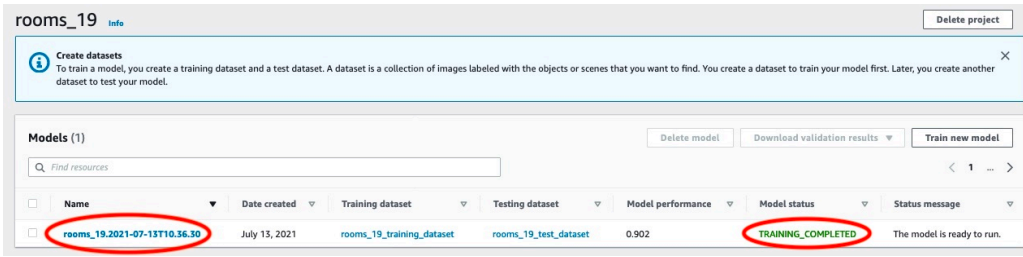 rooms_19 Info
Delete project
Create datasets
To train a model, you create a training dataset and a test dataset. A dataset is a collection of images labeled with the objects or scenes that you want to find. You create a dataset to train your model first. Later, you create another
dataset to test your model.
Models (1)
Delete model
Download validation results
Train new model
Find resources
1 ...
Name Date created Training dataset Testing dataset Model performance Model status Status message
rooms_19.2021-07-13T10.36.30 July 13, 2021 rooms_19_training_dataset rooms_19_test_dataset 0.902 TRAINING_COMPLETED The model is ready to run.